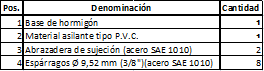 Pos. Denominación Cantidad
1 Base de hormigón 1
2 Material asilante tipo P.V.C. 1
3 Abrazadera de sujeción (acero SAE 1010) 2
4 Espárragos Ø 9,52 mm (3/8")(acero SAE 1010) 8